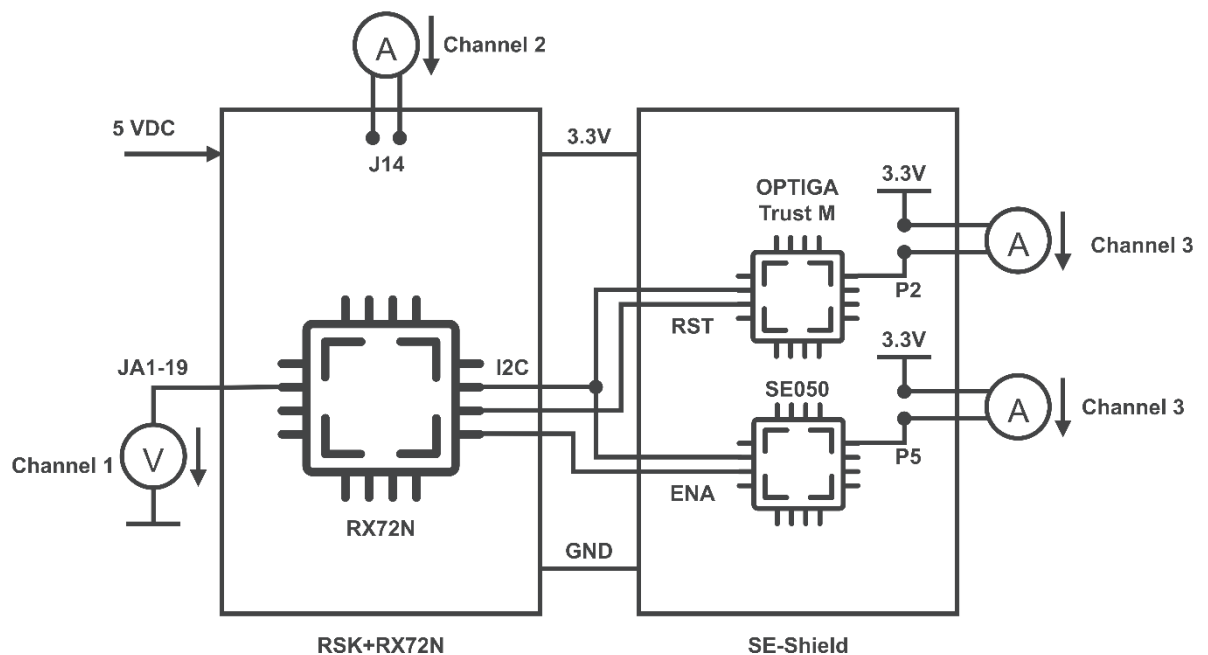 A
Channel 2
5 VDC
J14
3.3V
OPTIGA
Trust M
3.3V
A
Channel 3
P2
RST
3.3V
JA1-19
I2C
SE050
A
Channel 3
V
Channel 1
P5
ENA
RX72N
GND
RSK+RX72N
SE-Shield